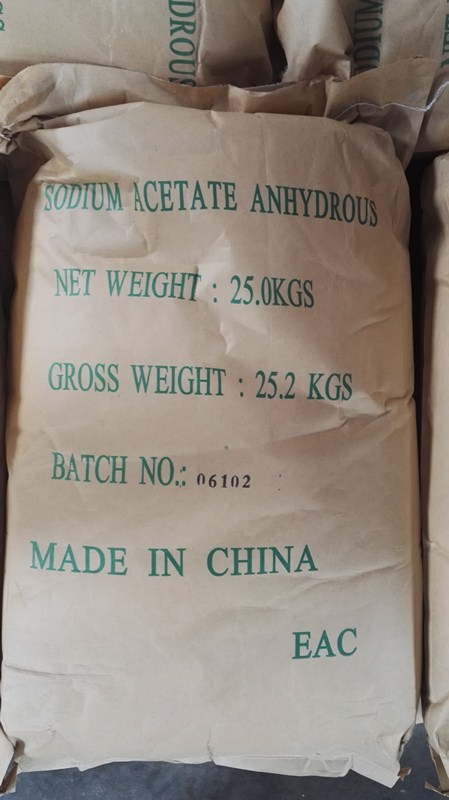 DROUS
SODIUM ACETATE ANHYDROUS
NET WEIGHT : 25.0KGS
GROSS WEIGHT : 25.2 KGS
BATCH NO.: 06102
MADE IN CHINA
EAC